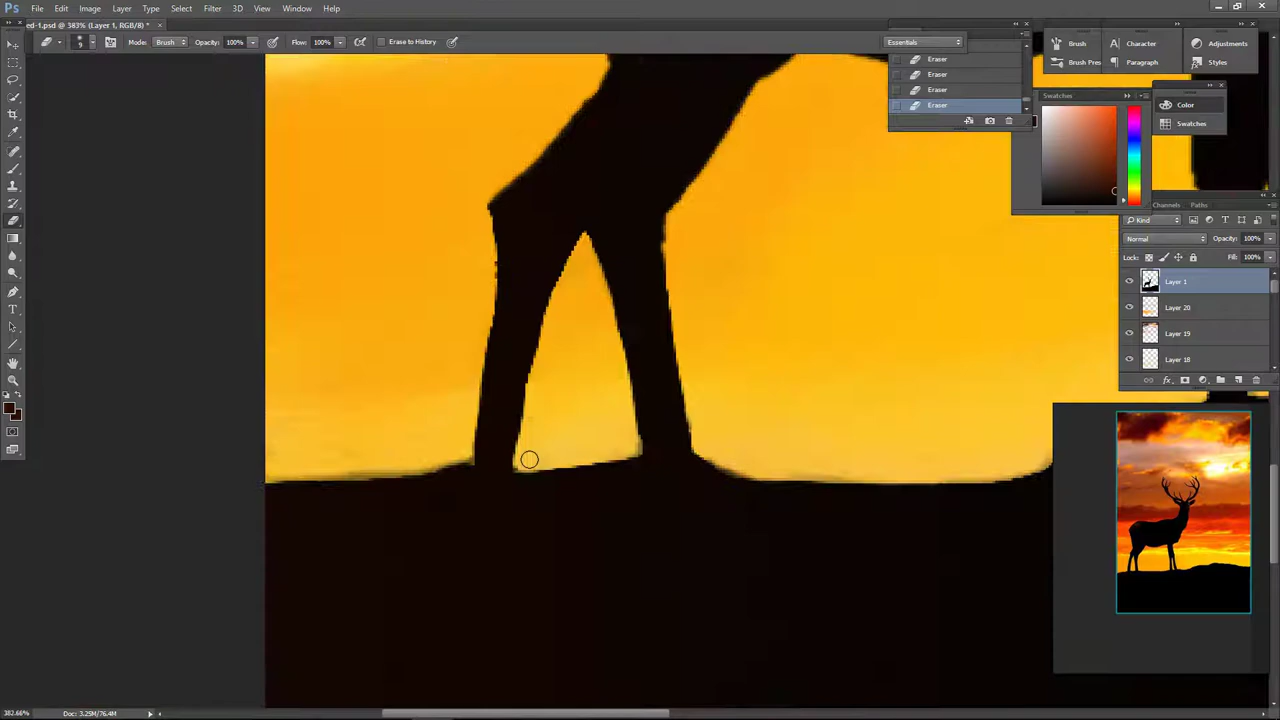 Ps File Edit Image Layer Type Select Filter 3D View Window Help
ed-1.psd @ 383% (Layer 1, RGB/8) *
9 Mode: Brush Opacity: 100% Flow: 100% Erase to History Essentials
Eraser
Eraser
Eraser
Eraser
Brush
Brush Pres
Character
Paragraph
Adjustments
Styles
Swatches
Color
Swatches
Channels Paths
Kind
Normal Opacity: 100%
Lock: Fill: 100%
Layer 1
Layer 20
Layer 19
Layer 18
382.66% Doc: 3.25M/76.4M